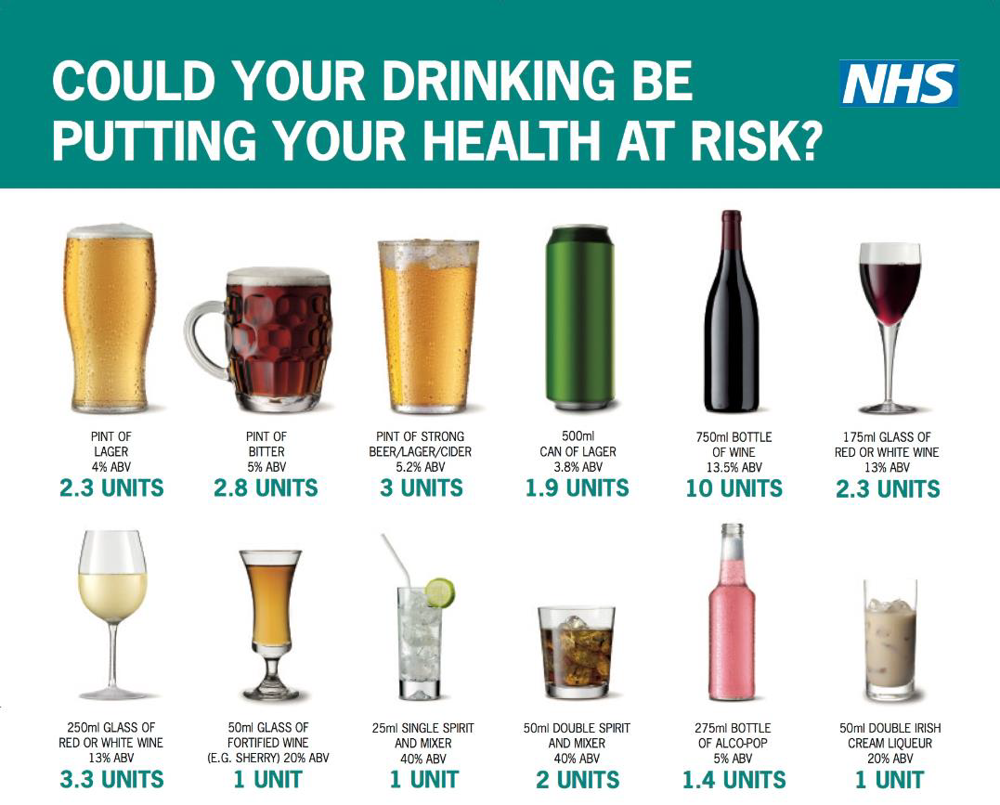 COULD YOUR DRINKING BE
PUTTING YOUR HEALTH AT RISK?
NHS
PINT OF
LAGER
4% ABV
2.3 UNITS
PINT OF
BITTER
5% ABV
2.8 UNITS
PINT OF STRONG
BEER/LAGER/CIDER
5.2% ABV
3 UNITS
500ml
CAN OF LAGER
3.8% ABV
1.9 UNITS
750ml BOTTLE
OF WINE
13.5% ABV
10 UNITS
175ml GLASS OF
RED OR WHITE WINE
13% ABV
2.3 UNITS
250ml GLASS OF
RED OR WHITE WINE
13% ABV
3.3 UNITS
50ml GLASS OF
FORTIFIED WINE
(E.G. SHERRY) 20% ABV
1 UNIT
25ml SINGLE SPIRIT
AND MIXER
40% ABV
1 UNIT
50ml DOUBLE SPIRIT
AND MIXER
40% ABV
2 UNITS
275ml BOTTLE
OF ALCO-POP
5% ABV
1.4 UNITS
50ml DOUBLE IRISH
CREAM LIQUEUR
20% ABV
1 UNIT